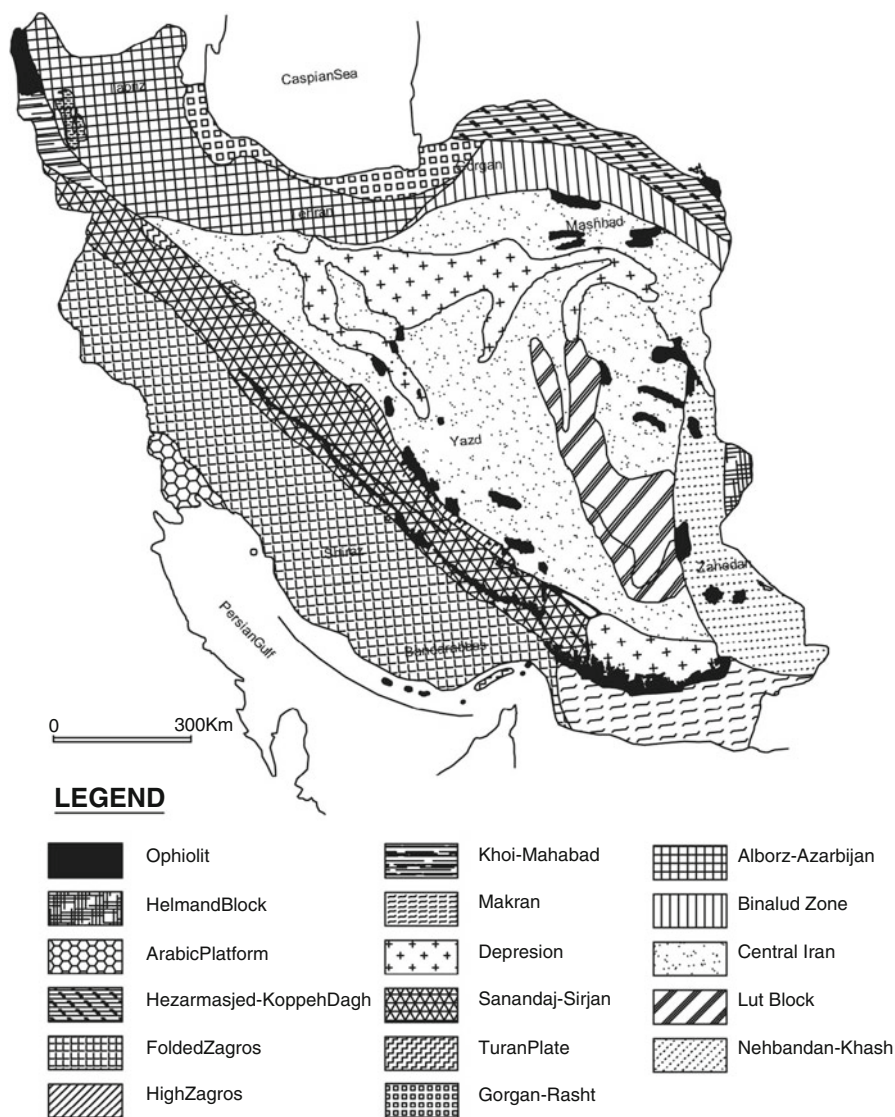 CaspianSea
Tabriz
Gorgan
Tehran
Mashhad
Yazd
Shiraz
Zahedan
PersianGulf
Bandarabbas
0 300Km
LEGEND
Ophiolit
Khoi-Mahabad
Alborz-Azarbijan
HelmandBlock
Makran
Binalud Zone
ArabicPlatform
Depresion
Central Iran
Hezarmasjed-KoppehDagh
Sanandaj-Sirjan
Lut Block
FoldedZagros
TuranPlate
Nehbandan-Khash
HighZagros
Gorgan-Rasht